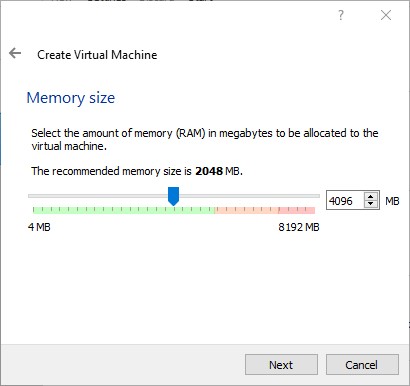 ?
Create Virtual Machine
Memory size
Select the amount of memory (RAM) in megabytes to be allocated to the
virtual machine.
The recommended memory size is 2048 MB.
4096 MB
4 MB 8192 MB
Next Cancel